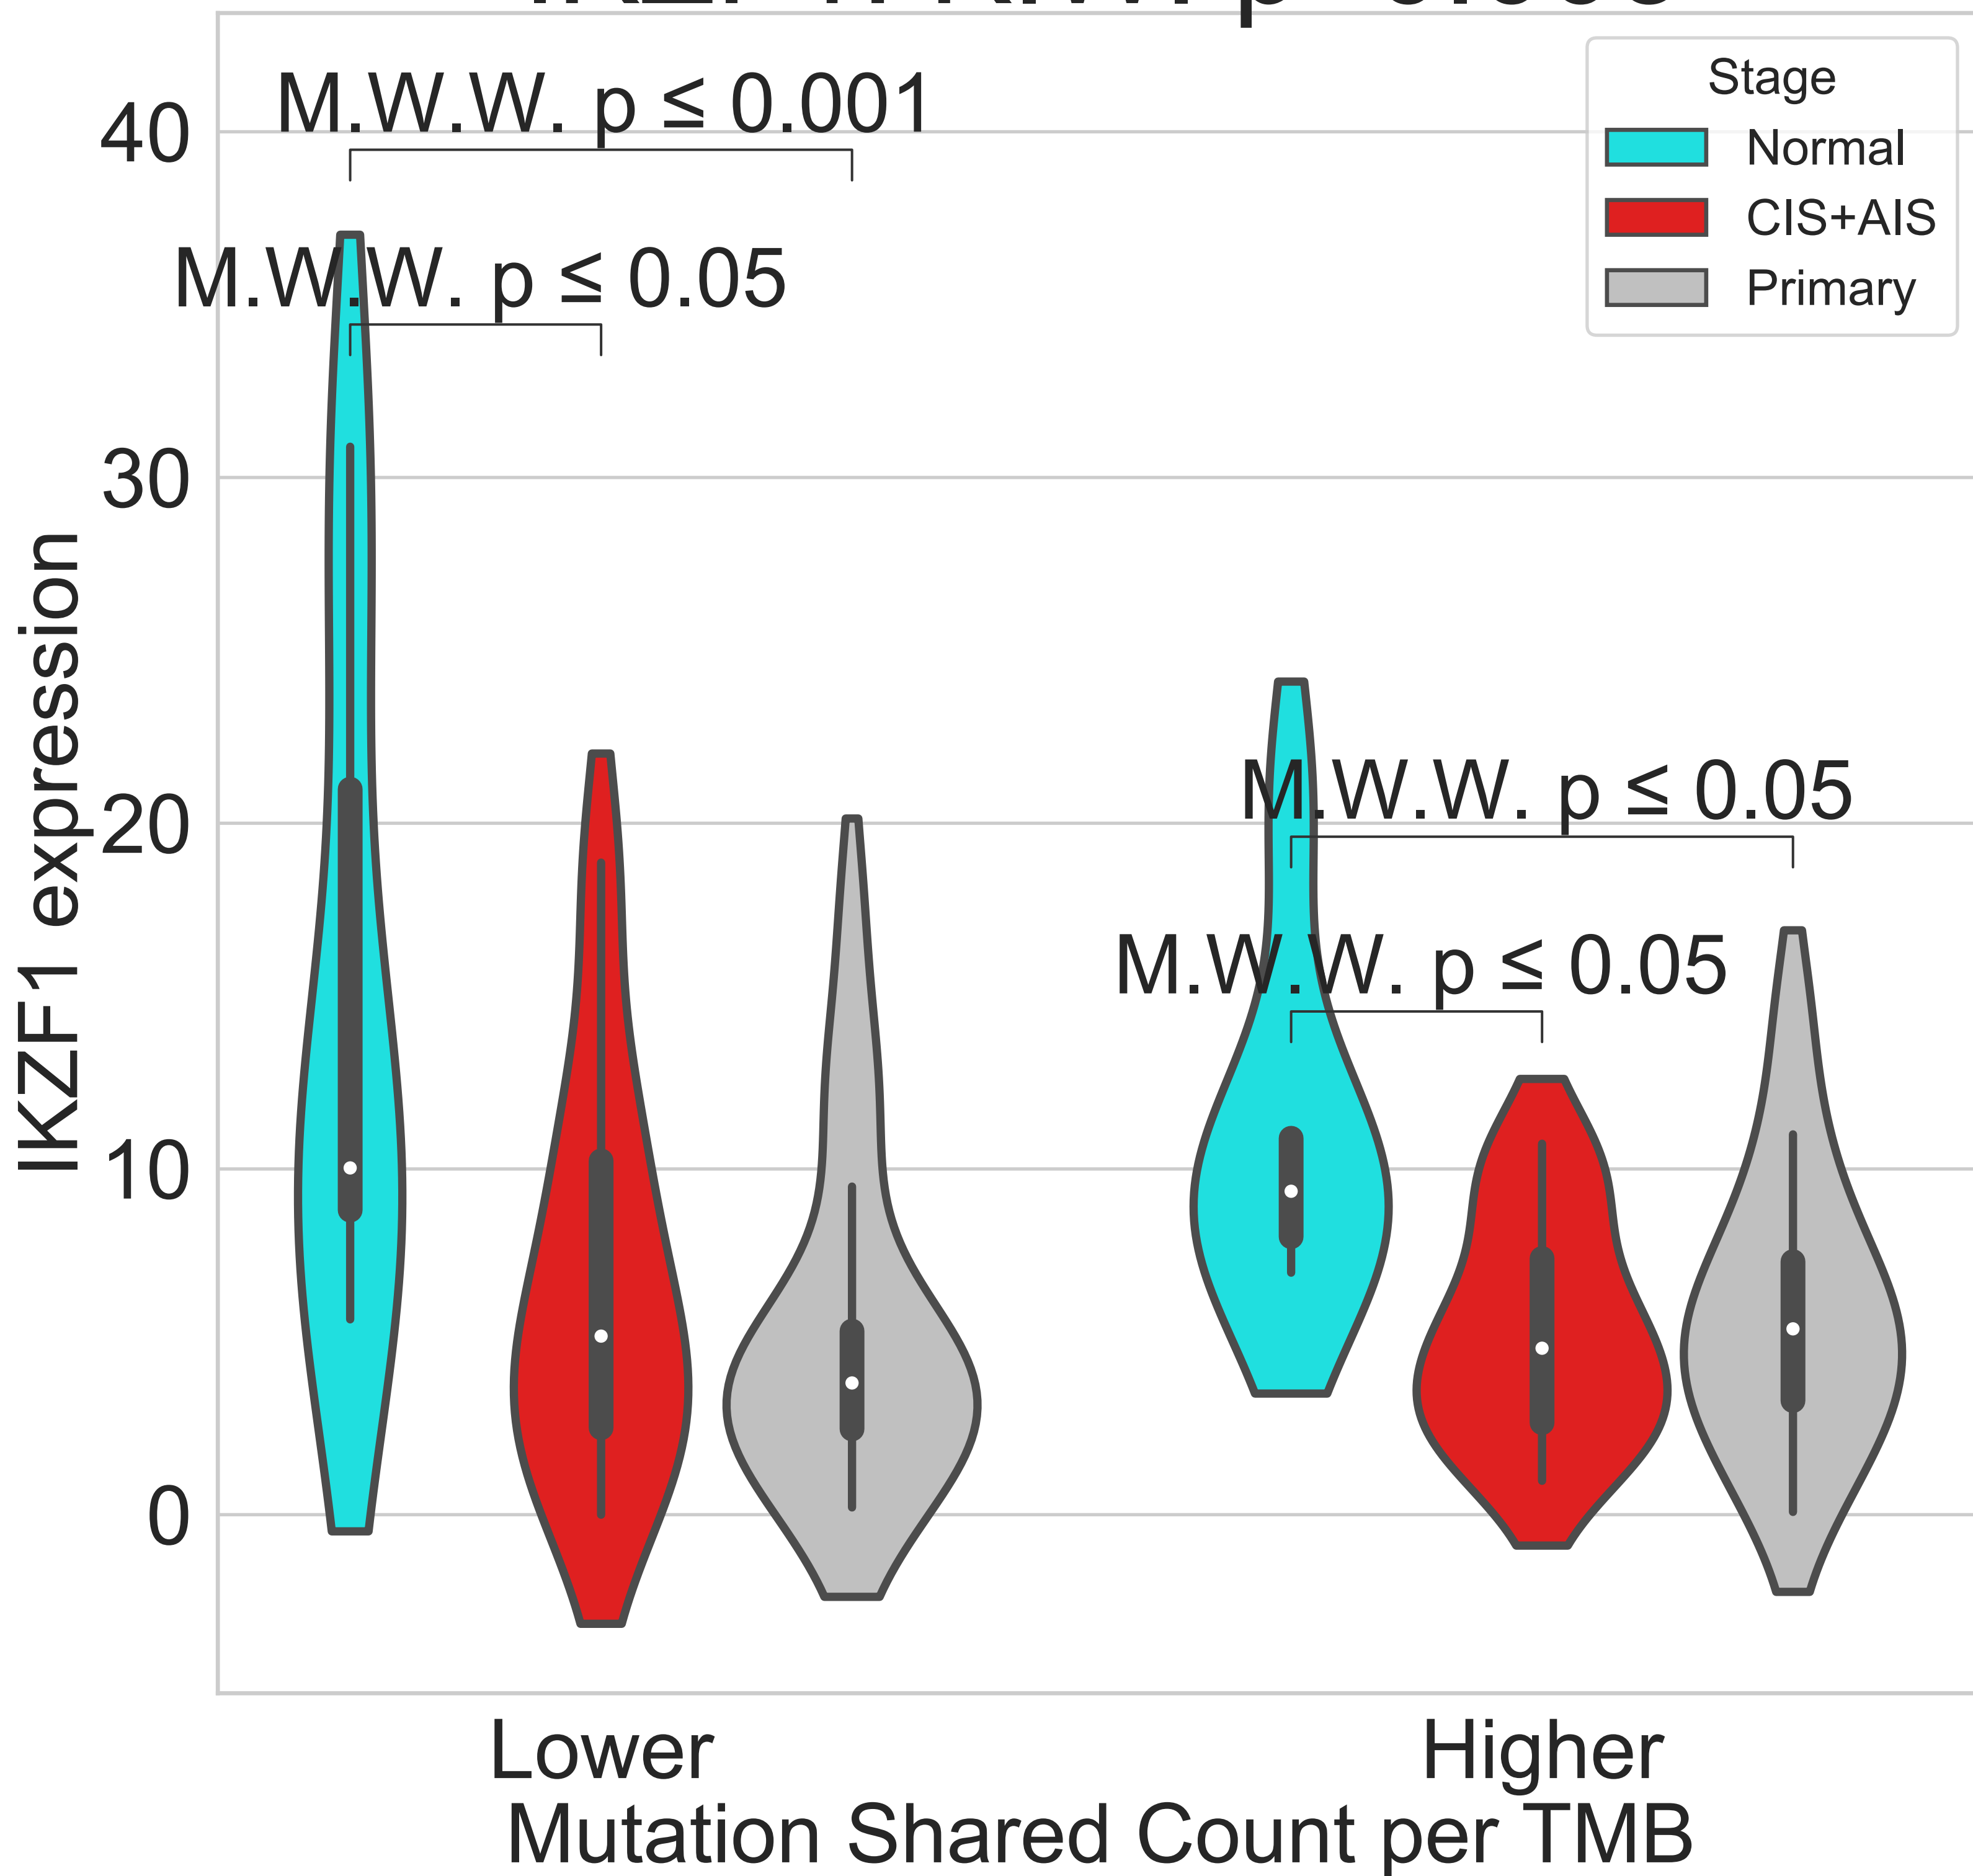 M.W.W. p ≤ 0.001
Stage
Normal
CIS+AIS
Primary
M.W.W. p ≤ 0.05
M.W.W. p ≤ 0.05
M.W.W. p ≤ 0.05
40
30
20
10
0
IKZF1 expression
Lower
Higher
Mutation Shared Count per TMB